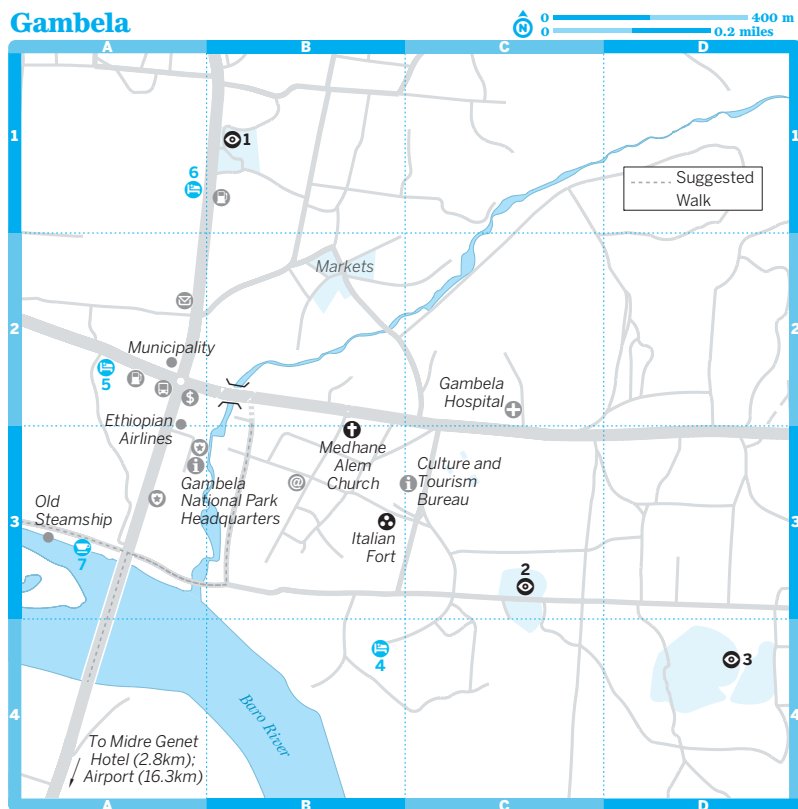 Gambela
N
0 400 m
0 0.2 miles
A B C D
1 1
1
6
Suggested
Walk
Markets
2 2
Municipality
5
$
Gambela
Hospital
Ethiopian
Airlines
Medhane
Alem
Church
Culture and
Tourism
Bureau
i
i
@
Gambela
National Park
Headquarters
Old
Steamship
3 3
Italian
Fort
7
2
3
4
4 4
Baro River
To Midre Genet
Hotel (2.8km);
Airport (16.3km)
A B C D